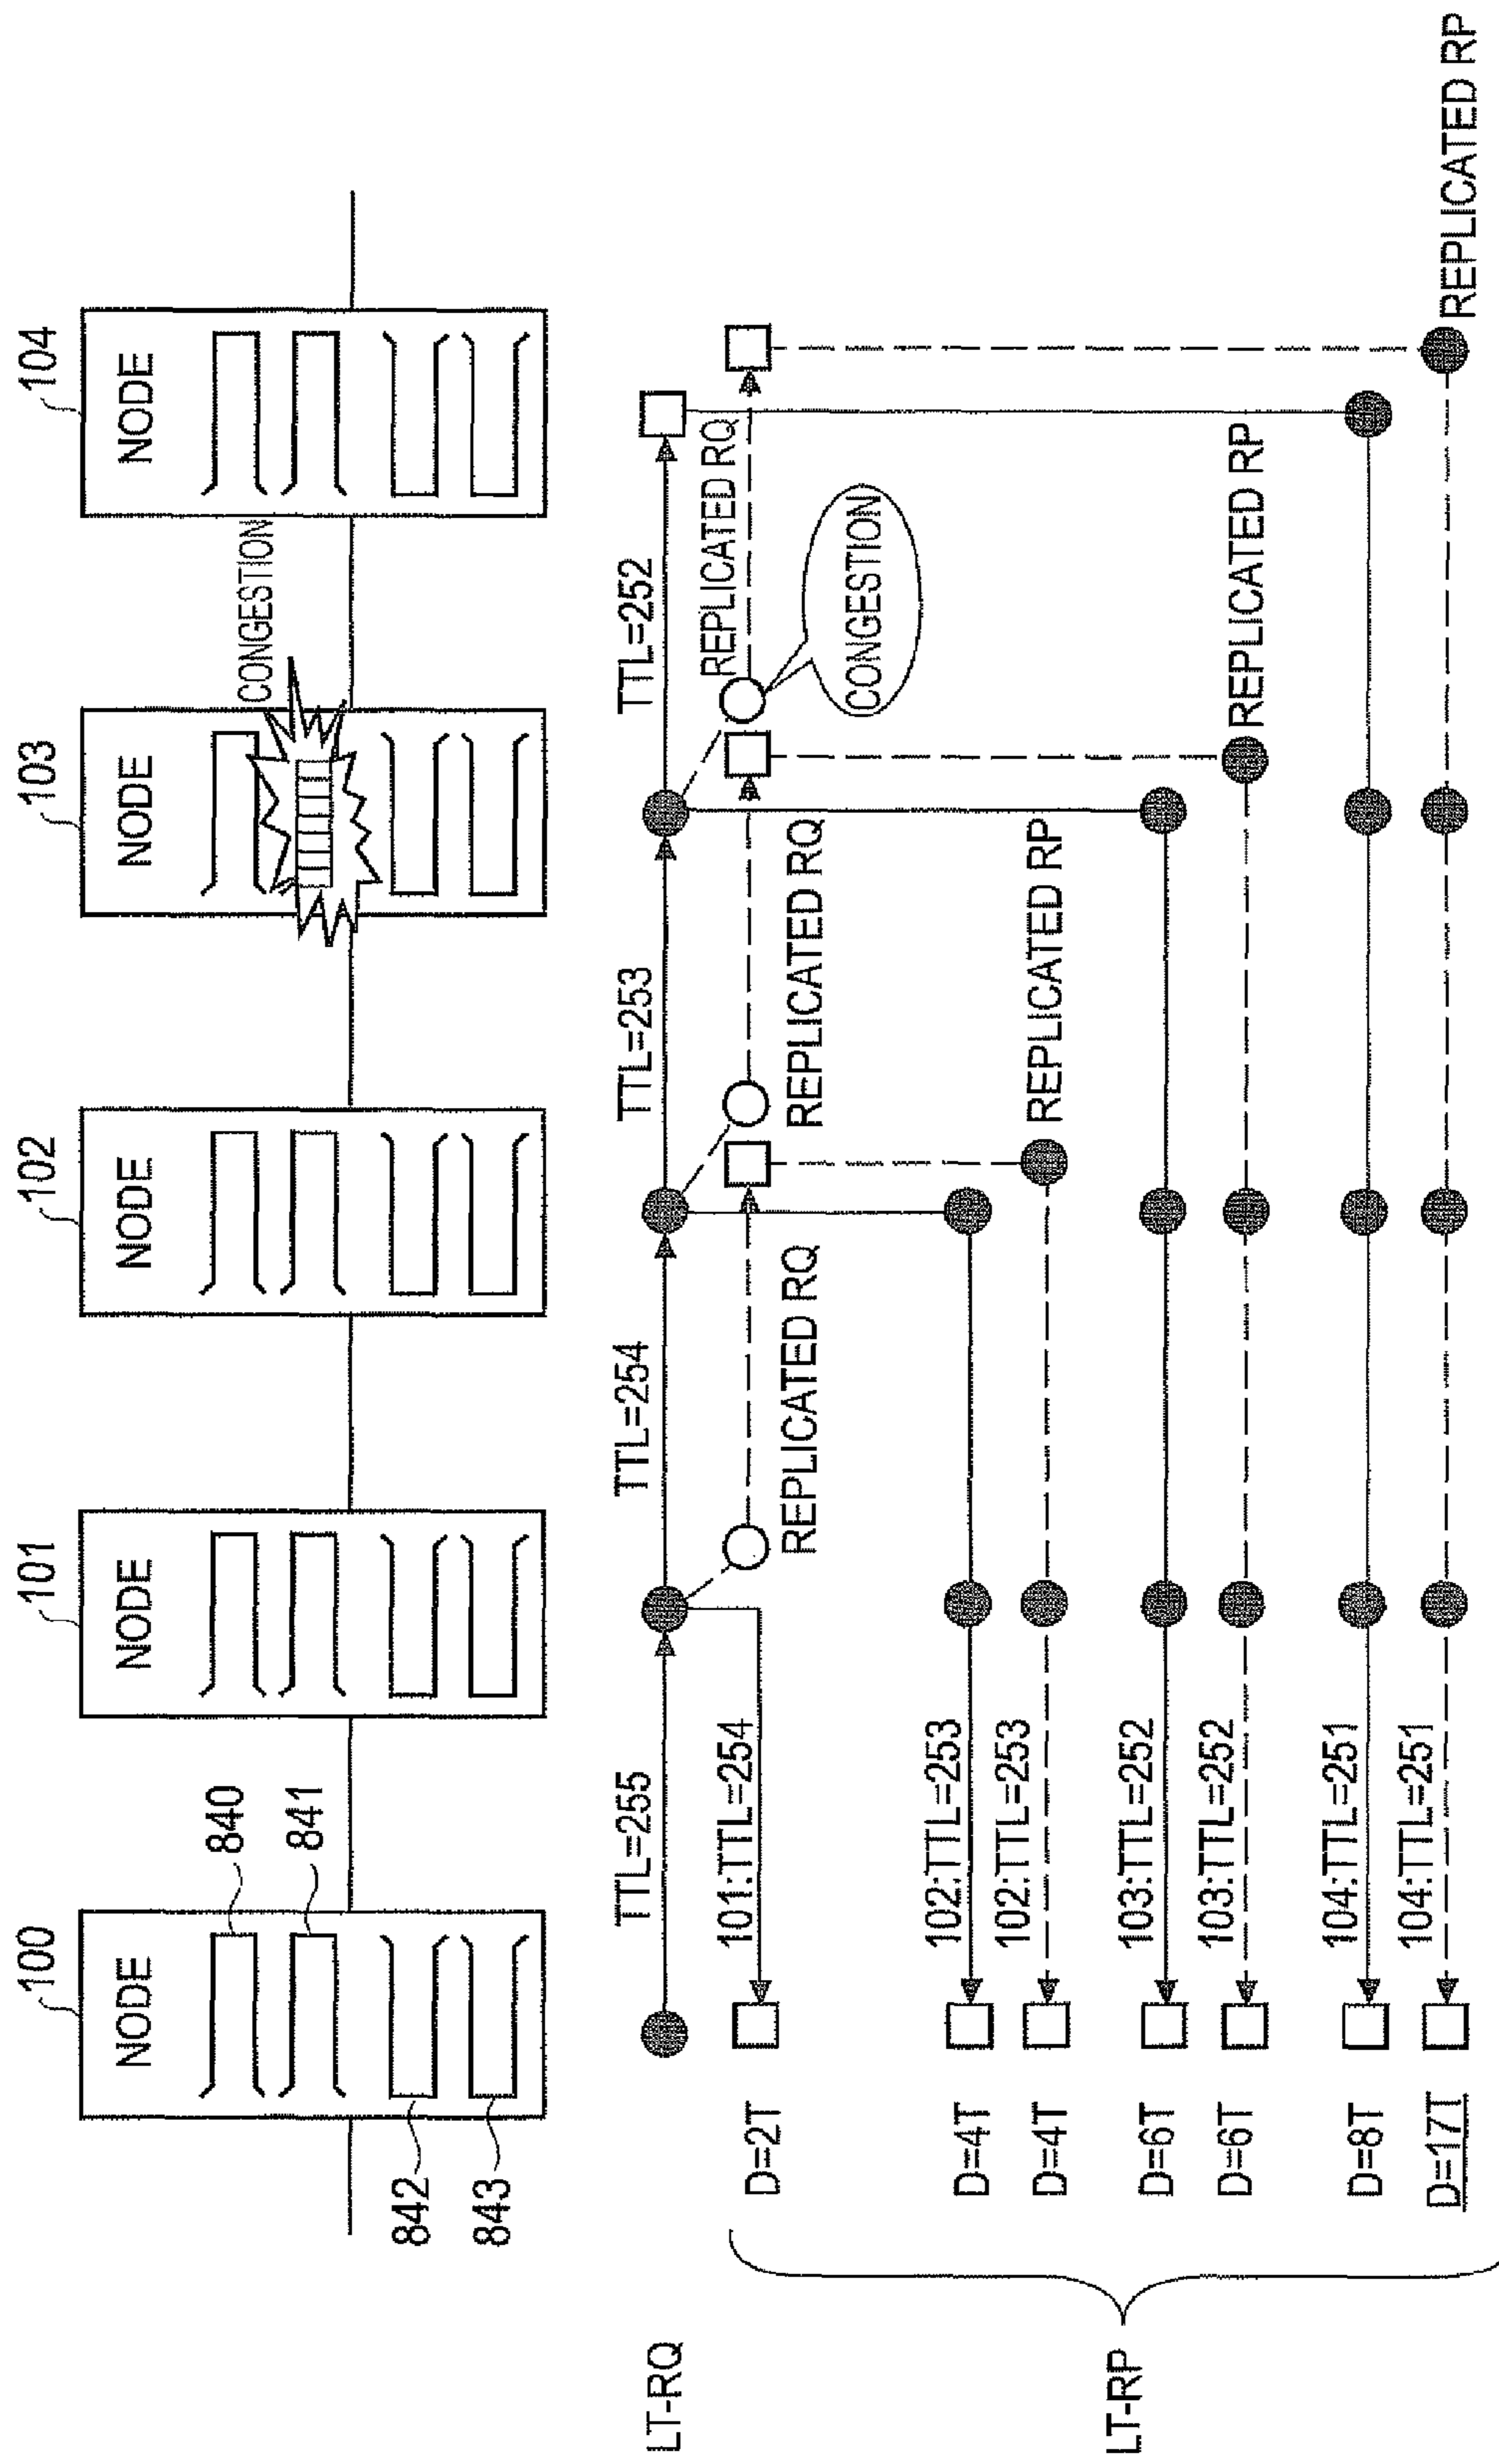 100
101
102
103
104
NODE
NODE
NODE
NODE
NODE
840
841
842
843
CONGESTION
LT-RQ
TTL=255
TTL=254
TTL=253
TTL=252
REPLICATED RQ
REPLICATED RQ
REPLICATED RQ
CONGESTION
LT-RP
D=2T
101:TTL=254
D=4T
102:TTL=253
D=4T
102:TTL=253
REPLICATED RP
D=6T
103:TTL=252
D=6T
103:TTL=252
REPLICATED RP
D=8T
104:TTL=251
D=17T
104:TTL=251
REPLICATED RP